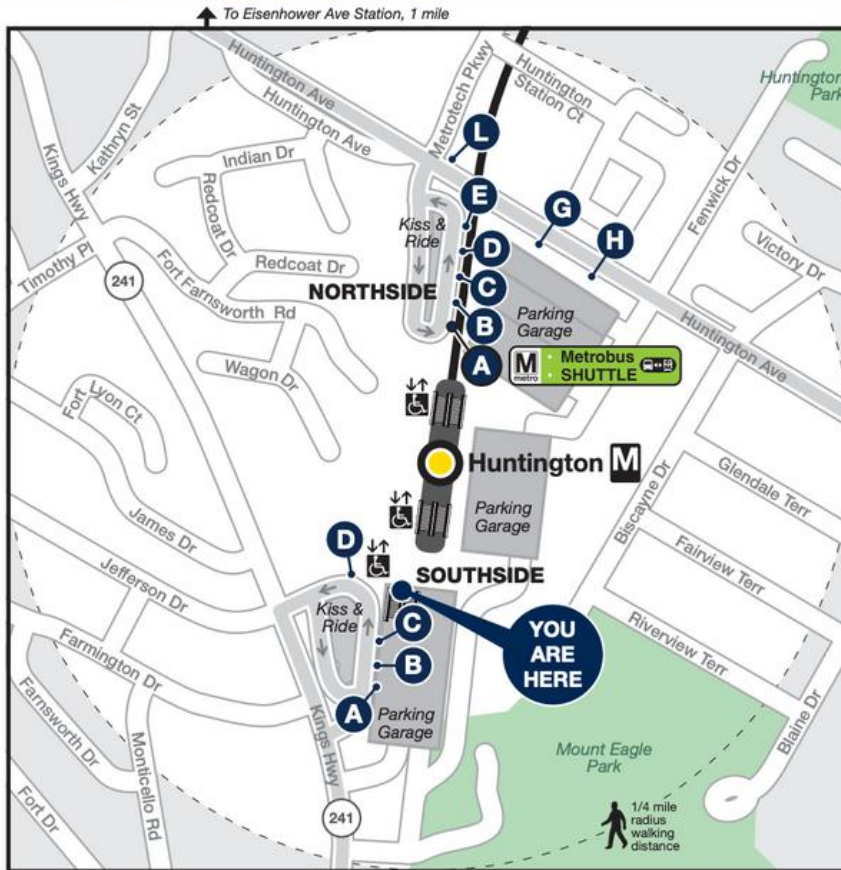 To Eisenhower Ave Station, 1 mile
Huntington Ave
Huntington Ave
Metrotech Pkwy
Huntington
Station Ct
Huntington
Park
Kathryn St
Kings Hwy
Indian Dr
Redcoat Dr
Redcoat Dr
Timothy Pl
241
Fort Farnsworth Rd
Wagon Dr
Kiss &
Ride
NORTHSIDE
L
E
D
C
B
A
G
H
Fenwick Dr
Victory Dr
Huntington Ave
Parking
Garage
M
metro
Metrobus
SHUTTLE
Huntington M
Parking
Garage
Biscayne Dr
Glendale Terr
Fairview Terr
Riverview Terr
Blaine Dr
Fort
Lyon Ct
James Dr
Jefferson Dr
Farmington Dr
Farnsworth Dr
Fort Dr
Monticello Rd
Kings Hwy
241
D
SOUTHSIDE
Kiss &
Ride
C
B
A
Parking
Garage
YOU
ARE
HERE
Mount Eagle
Park
1/4 mile
radius
walking
distance